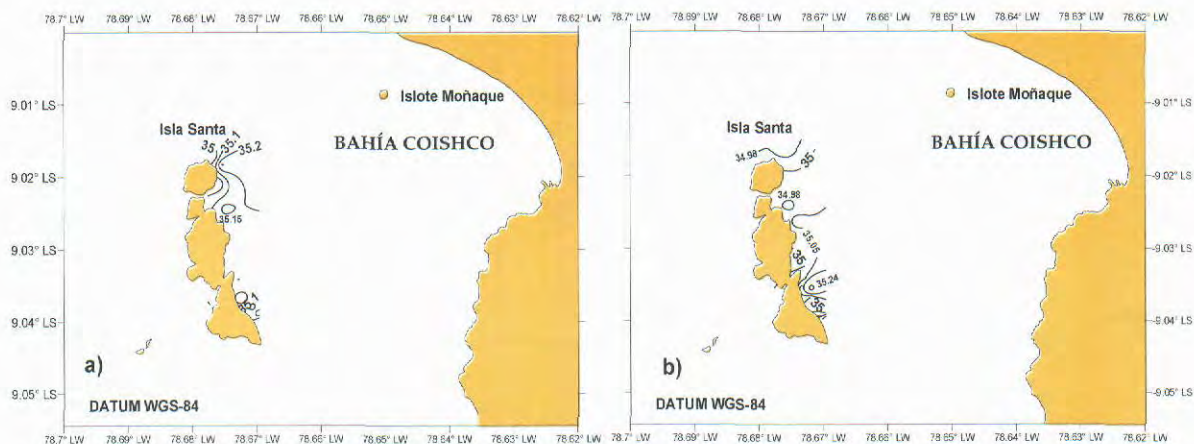 78.7° LW 78.69° LW 78.68° LW 78.67° LW 78.66° LW 78.65° LW 78.64° LW 78.63° LW 78.62° LW
9.01° LS
9.02° LS
9.03° LS
9.04° LS
9.05° LS
Islote Moñaque
Isla Santa
BAHÍA COISHCO
35
35.1
35.2
35.15
a)
DATUM WGS-84
78.7° LW 78.69° LW 78.68° LW 78.67° LW 78.66° LW 78.65° LW 78.64° LW 78.63° LW 78.62° LW
78.7° LW 78.69° LW 78.68° LW 78.67° LW 78.66° LW 78.65° LW 78.64° LW 78.63° LW 78.62° LW
9.01° LS
9.02° LS
9.03° LS
9.04° LS
9.05° LS
Islote Moñaque
Isla Santa
BAHÍA COISHCO
34.98
35
34.98
35.05
35
35.24
35
b)
DATUM WGS-84
78.7° LW 78.69° LW 78.68° LW 78.67° LW 78.66° LW 78.65° LW 78.64° LW 78.63° LW 78.62° LW